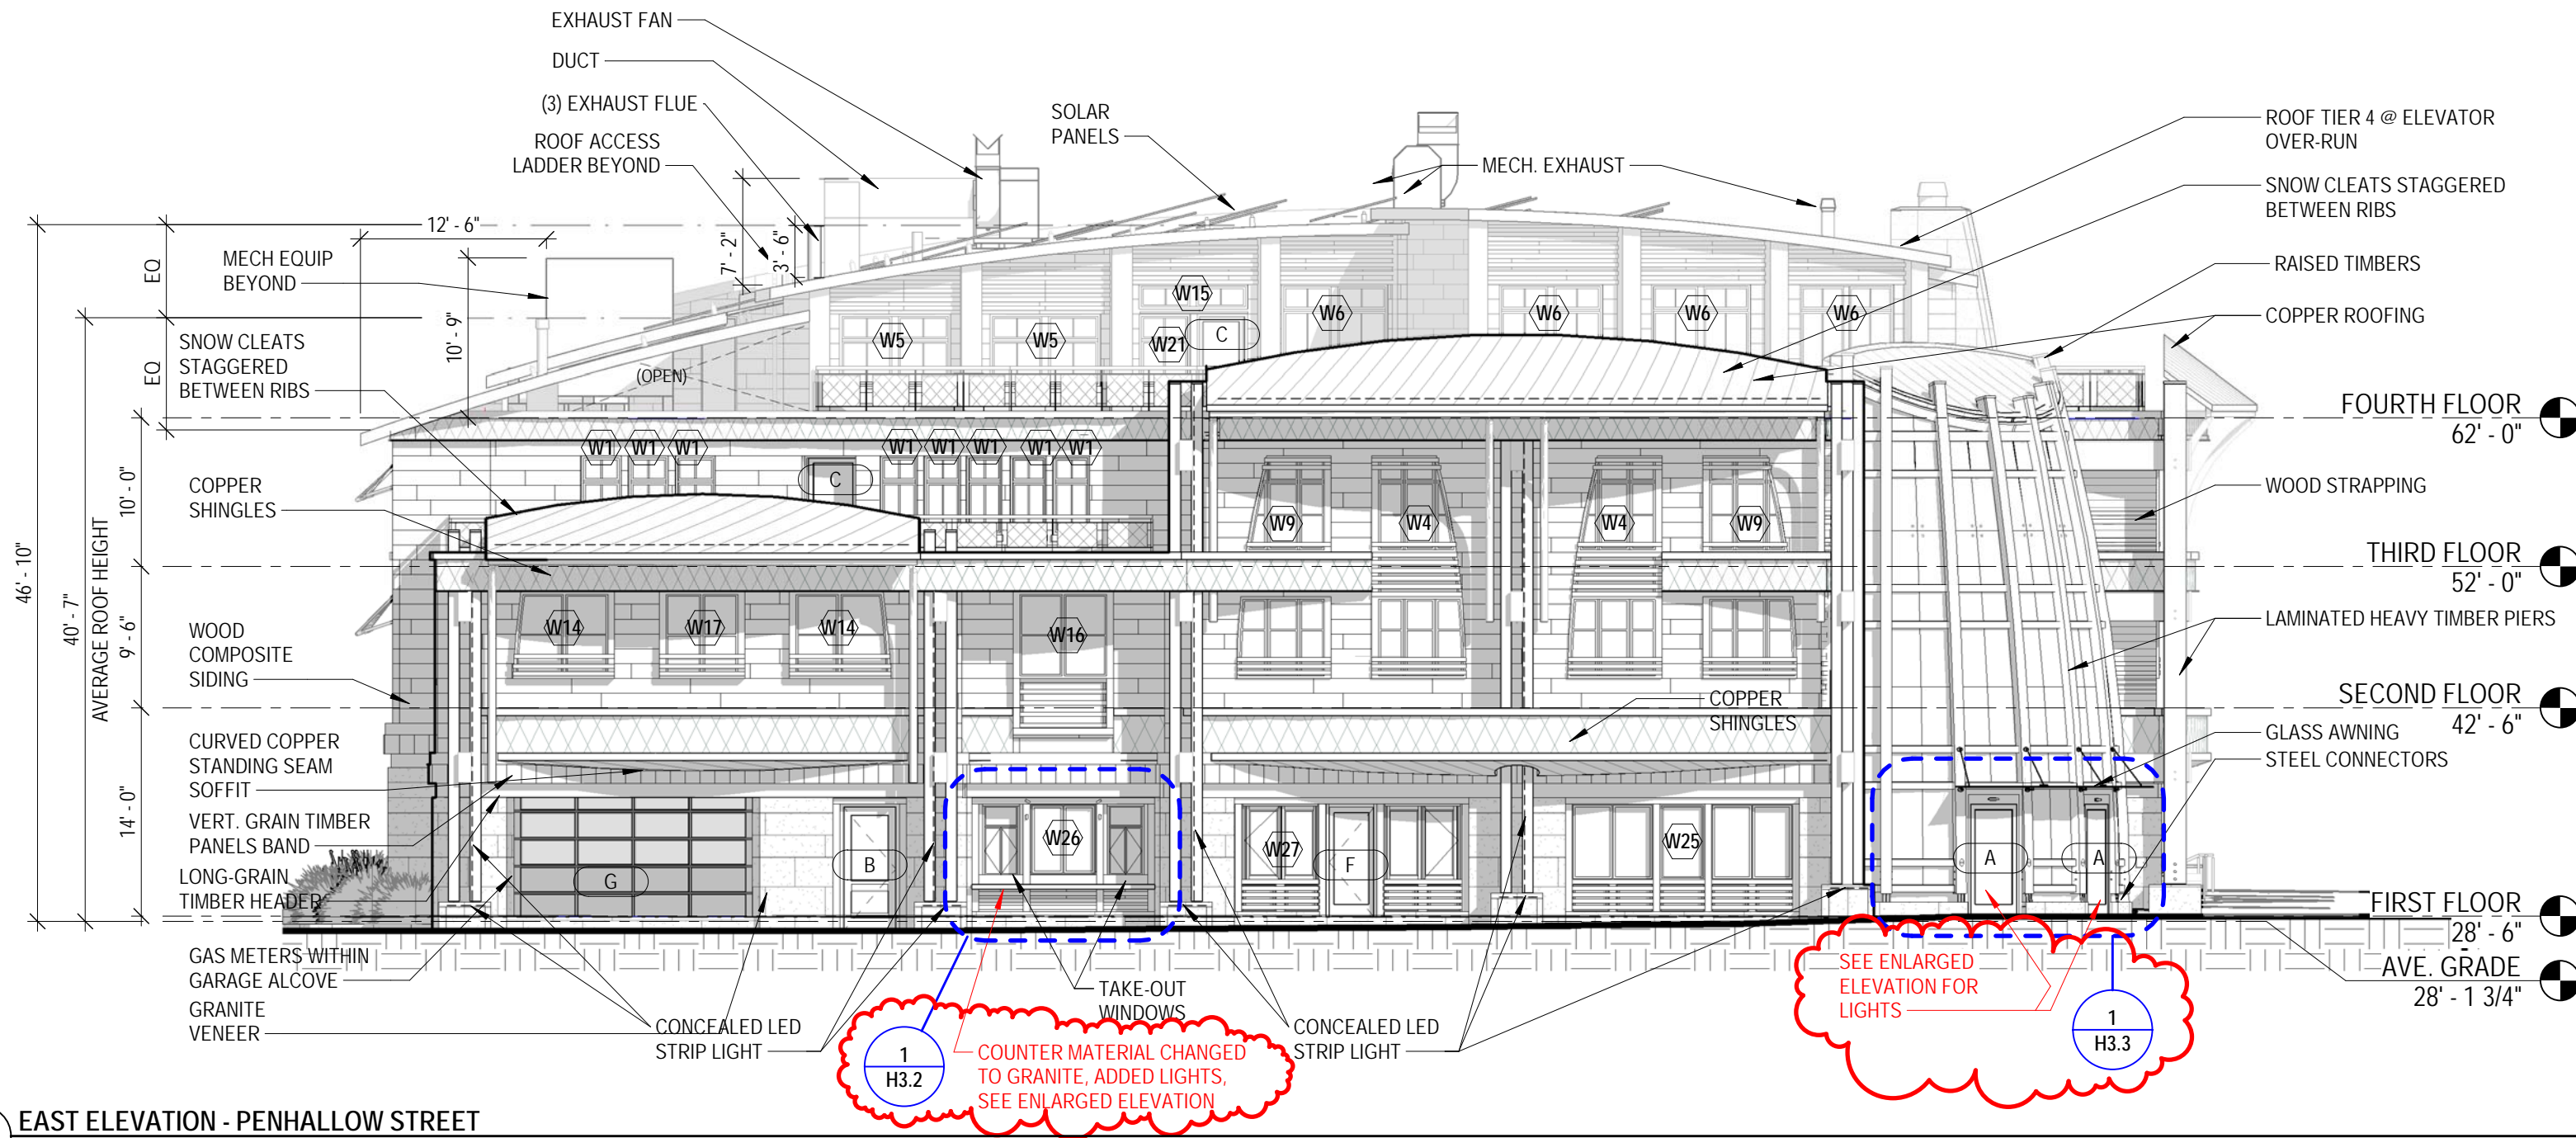 EXHAUST FAN
DUCT
(3) EXHAUST FLUE
ROOF ACCESS
LADDER BEYOND
SOLAR
PANELS
MECH. EXHAUST
ROOF TIER 4 @ ELEVATOR
OVER-RUN
SNOW CLEATS STAGGERED
BETWEEN RIBS
RAISED TIMBERS
COPPER ROOFING
12' - 6"
7' - 2"
3' - 6"
MECH EQUIP
BEYOND
EQ
EQ
10' - 9"
SNOW CLEATS
STAGGERED
BETWEEN RIBS
(OPEN)
W15
W6
W6
W6
W6
W5
W5
W21
C
FOURTH FLOOR
62' - 0"
W1
W1
W1
W1
W1
W1
W1
W1
C
COPPER
SHINGLES
10' - 0"
WOOD STRAPPING
W9
W4
W4
W9
46' - 10"
40' - 7"
AVERAGE ROOF HEIGHT
THIRD FLOOR
52' - 0"
9' - 6"
WOOD
COMPOSITE
SIDING
W14
W17
W14
W16
LAMINATED HEAVY TIMBER PIERS
COPPER
SHINGLES
SECOND FLOOR
42' - 6"
GLASS AWNING
STEEL CONNECTORS
CURVED COPPER
STANDING SEAM
SOFFIT
14' - 0"
VERT. GRAIN TIMBER
PANELS BAND
LONG-GRAIN
TIMBER HEADER
G
B
W26
W27
F
W25
A
A
FIRST FLOOR
28' - 6"
AVE. GRADE
28' - 1 3/4"
GAS METERS WITHIN
GARAGE ALCOVE
GRANITE
VENEER
CONCEALED LED
STRIP LIGHT
TAKE-OUT
WINDOWS
CONCEALED LED
STRIP LIGHT
SEE ENLARGED
ELEVATION FOR
LIGHTS
1
H3.3
1
H3.2
COUNTER MATERIAL CHANGED
TO GRANITE, ADDED LIGHTS,
SEE ENLARGED ELEVATION
EAST ELEVATION - PENHALLOW STREET